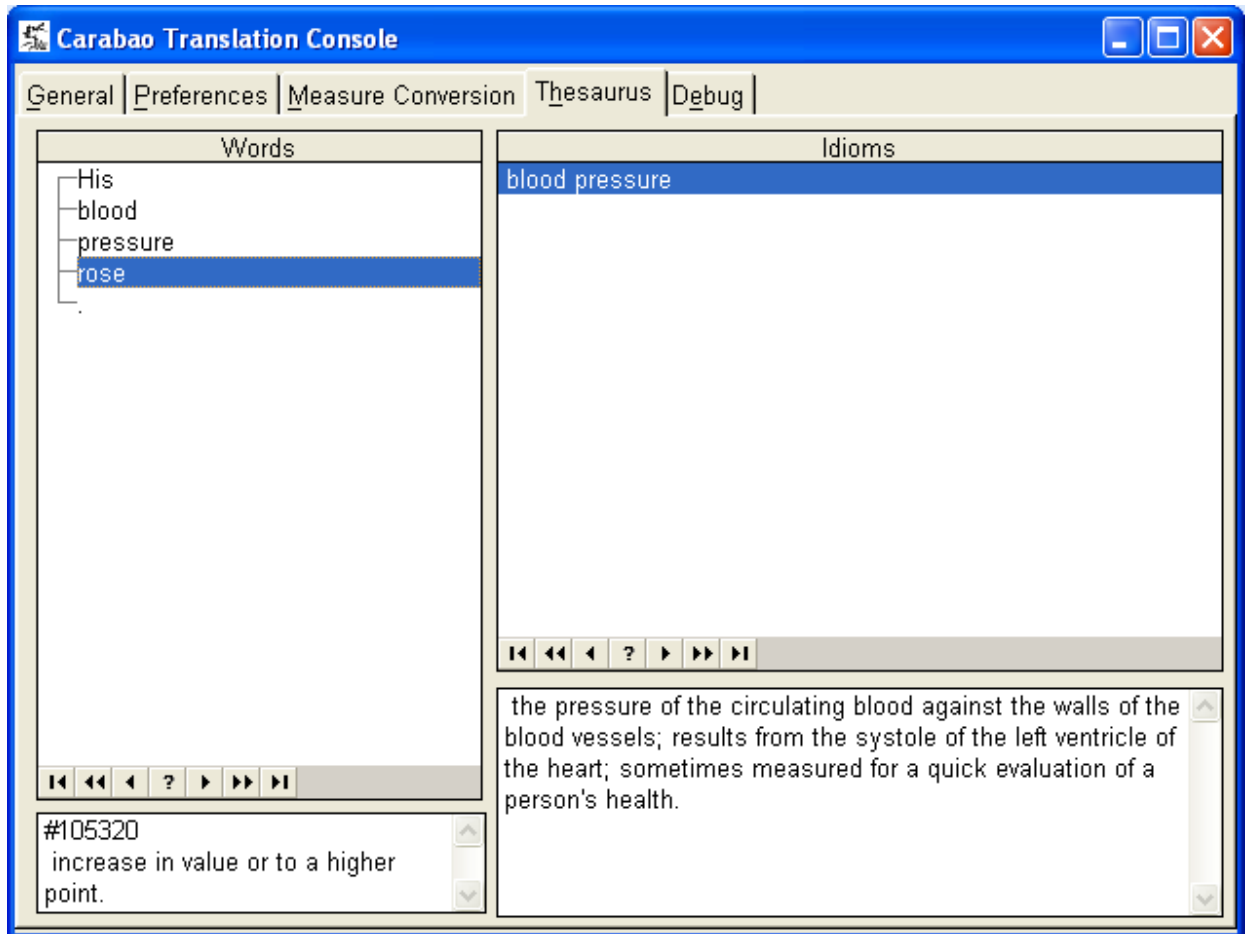 Carabao Translation Console
General Preferences Measure Conversion Thesaurus Debug
Words
His
blood
pressure
rose
.
#105320
increase in value or to a higher
point.
Idioms
blood pressure
?
the pressure of the circulating blood against the walls of the
blood vessels; results from the systole of the left ventricle of
the heart; sometimes measured for a quick evaluation of a
person's health.
?